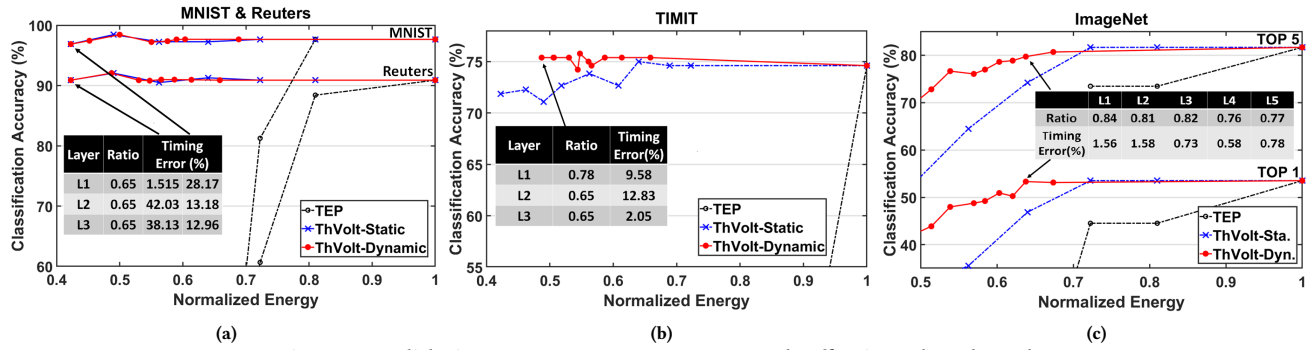 MNIST & Reuters
Classification Accuracy (%)
100
90
80
70
60
MNIST
Reuters
Layer Ratio Timing Error (%)
L1 0.65 1.515 28.17
L2 0.65 42.03 13.18
L3 0.65 38.13 12.96
TEP
ThVolt-Static
ThVolt-Dynamic
0.4 0.5 0.6 0.7 0.8 0.9 1
Normalized Energy
(a)
TIMIT
Classification Accuracy (%)
75
70
65
60
55
Layer Ratio Timing Error(%)
L1 0.78 9.58
L2 0.65 12.83
L3 0.65 2.05
TEP
ThVolt-Static
ThVolt-Dynamic
0.4 0.5 0.6 0.7 0.8 0.9 1
Normalized Energy
(b)
ImageNet
Classification Accuracy (%)
80
70
60
50
40
TOP 5
L1 L2 L3 L4 L5
Ratio 0.84 0.81 0.82 0.76 0.77
Timing Error(%) 1.56 1.58 0.73 0.58 0.78
TOP 1
TEP
ThVolt-Sta.
ThVolt-Dyn.
0.5 0.6 0.7 0.8 0.9 1
Normalized Energy
(c)